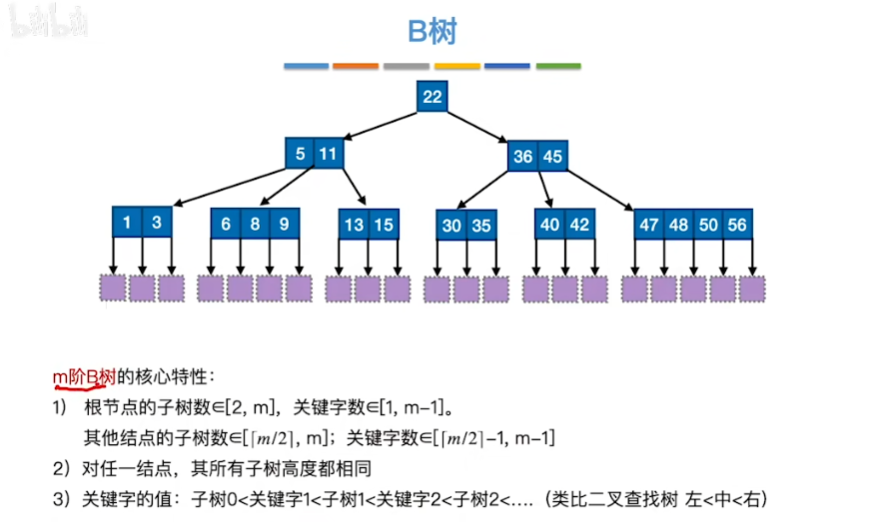 bilibili
B树
22
5 11
36 45
1 3
6 8 9
13 15
30 35
40 42
47 48 50 56
m阶B树的核心特性：
1） 根节点的子树数∈[2, m]，关键字数∈[1, m−1]。
其他结点的子树数∈[⌈m/2⌉, m]；关键字数∈[⌈m/2⌉−1, m−1]
2）对任一结点，其所有子树高度都相同
3）关键字的值：子树0<关键字1<子树1<关键字2<子树2<…. (类比二叉查找树 左<中<右)